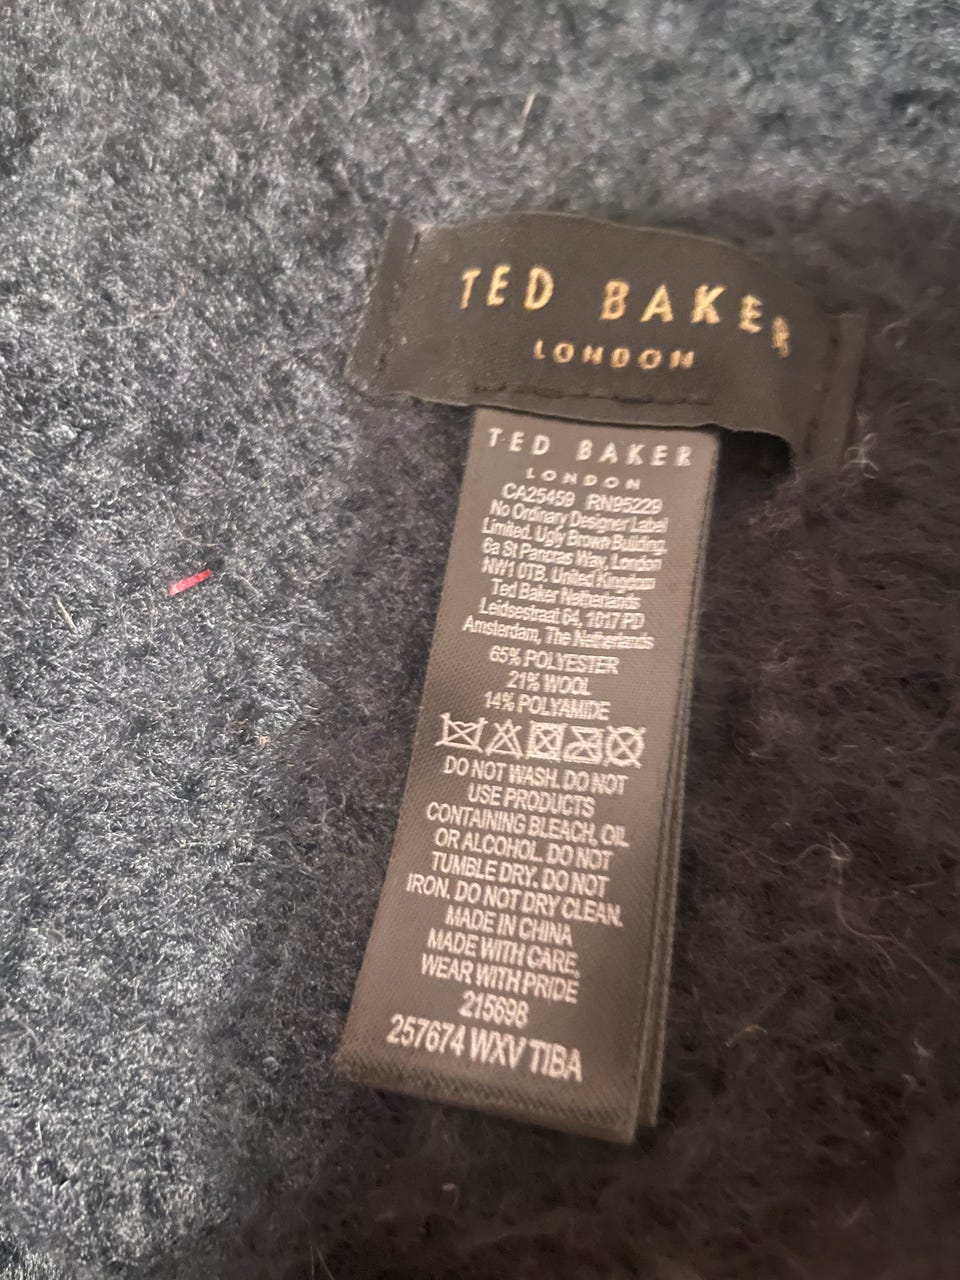 TED BAKER
LONDON
TED BAKER
LONDON
CA25459 RN95229
No Ordinary Designer Label
Limited. Ugly Brown Building.
6a St Pancras Way, London
NW1 0TB. United Kingdom
Ted Baker Netherlands
Leidsestraat 64, 1017 PD
Amsterdam, The Netherlands
65% POLYESTER
21% WOOL
14% POLYAMIDE
DO NOT WASH. DO NOT
USE PRODUCTS
CONTAINING BLEACH, OIL
OR ALCOHOL. DO NOT
TUMBLE DRY. DO NOT
IRON. DO NOT DRY CLEAN.
MADE IN CHINA
MADE WITH CARE,
WEAR WITH PRIDE
215698
257674 WXV TIBA